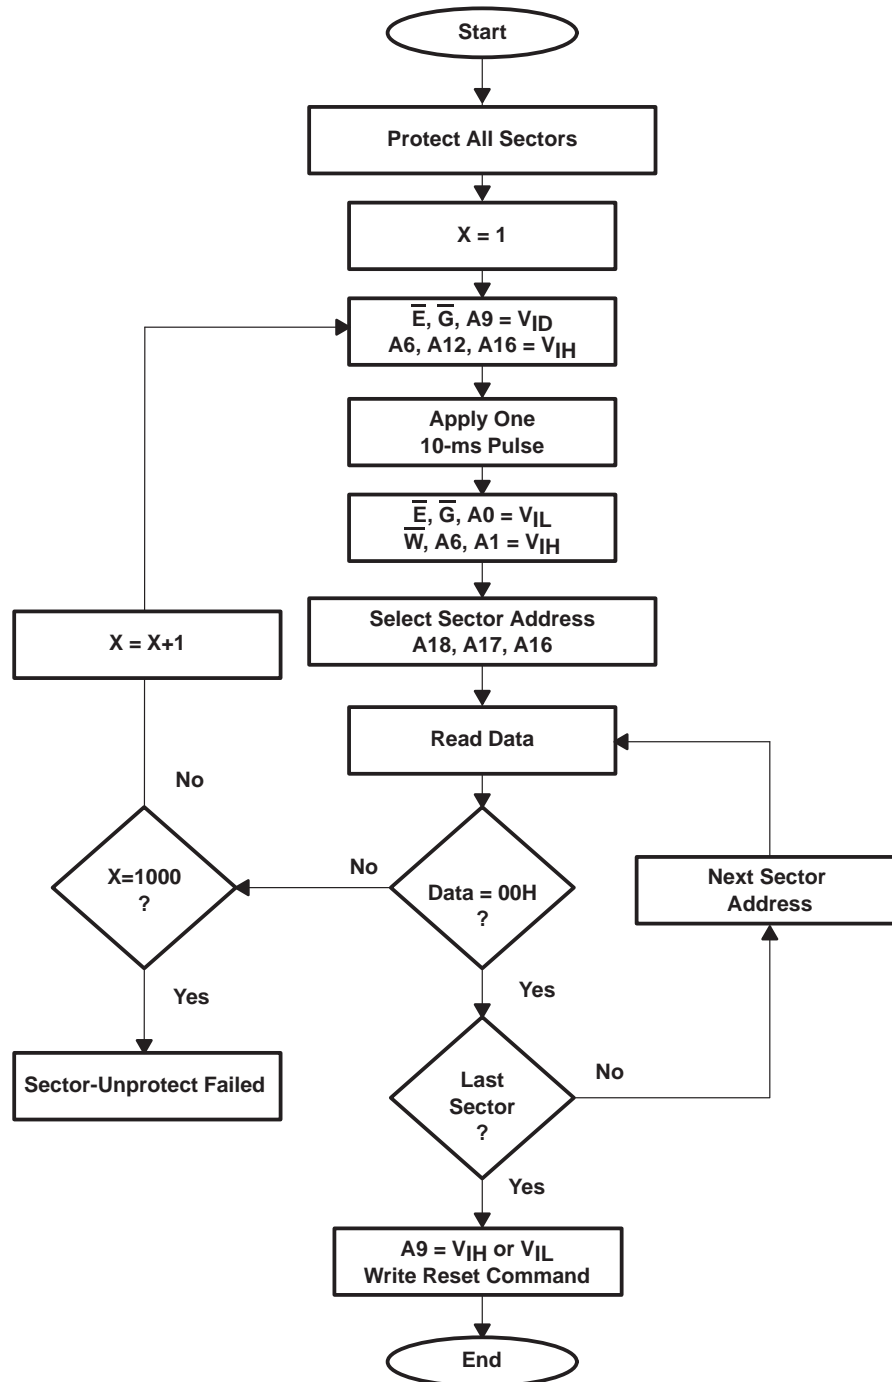 Start
Protect All Sectors
X = 1
E̅, G̅, A9 = VID
A6, A12, A16 = VIH
Apply One
10-ms Pulse
E̅, G̅, A0 = VIL
W̅, A6, A1 = VIH
Select Sector Address
A18, A17, A16
X = X+1
Read Data
No
X=1000
?
No
Data = 00H
?
Next Sector
Address
Yes
Yes
Sector-Unprotect Failed
Last
Sector
?
No
Yes
A9 = VIH or VIL
Write Reset Command
End